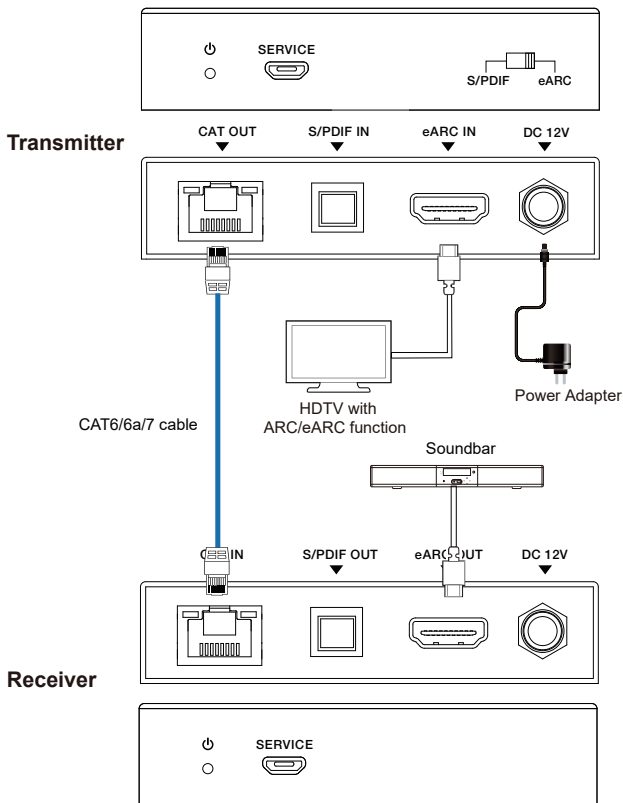 SERVICE
S/PDIF eARC
Transmitter
CAT OUT S/PDIF IN eARC IN DC 12V
HDTV with
ARC/eARC function
Power Adapter
CAT6/6a/7 cable
Soundbar
IN S/PDIF OUT DC 12V
Receiver
SERVICE